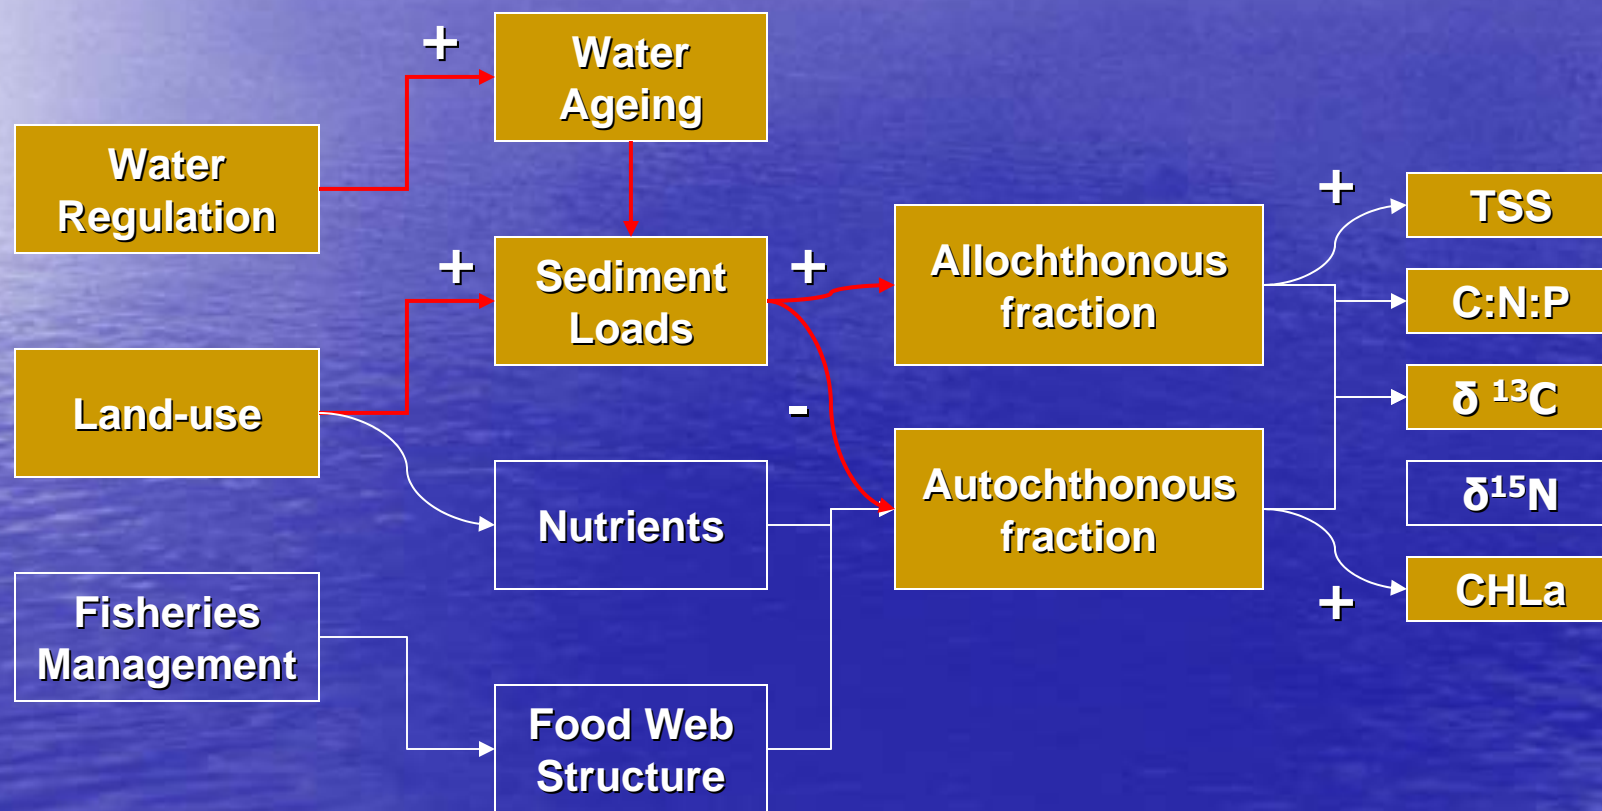 +
Water
Ageing
Water
Regulation
+
TSS
+
Sediment
Loads
+
Allochthonous
fraction
C:N:P
Land-use
-
δ ¹³C
Autochthonous
fraction
δ¹⁵N
Nutrients
CHLa
+
Fisheries
Management
Food Web
Structure